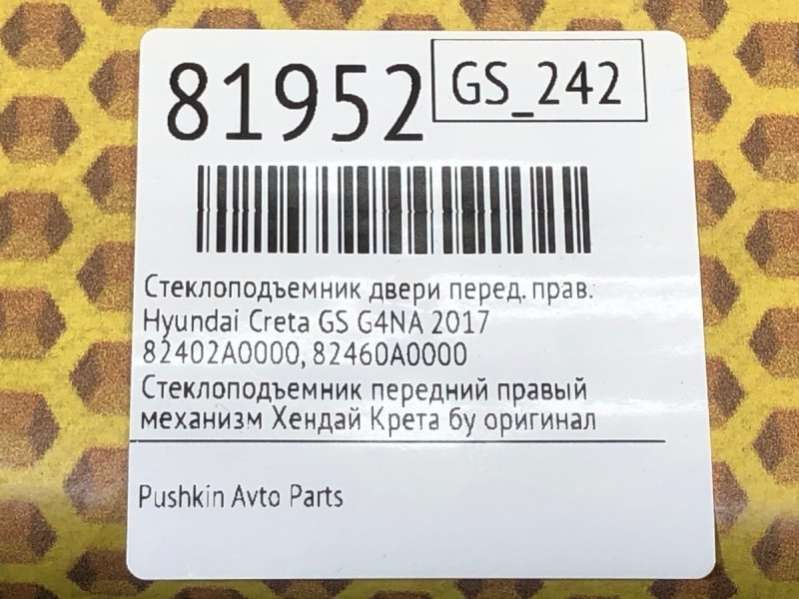 81952
GS_242
Стеклоподъемник двери перед. прав.
Hyundai Creta GS G4NA 2017
82402A0000, 82460A0000
Стеклоподъемник передний правый
механизм Хендай Крета бу оригинал
Pushkin Avto Parts